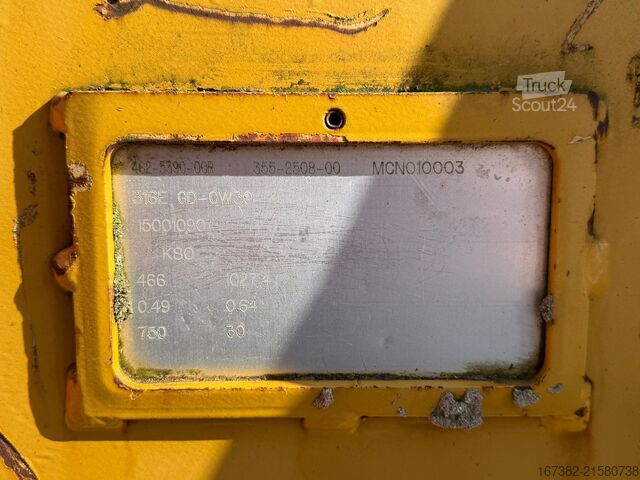 Truck
Scout24
462-5390-00R 355-2508-00 MCN010003
316E GD-CW30
15001090
K80
466 1027.4
0.49 0.64
750 30
167382-21580738